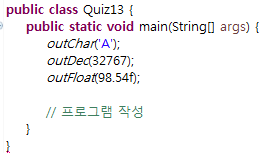 public class Quiz13 {
public static void main(String[] args) {
outChar('A');
outDec(32767);
outFloat(98.54f);
// 프로그램 작성
}
}